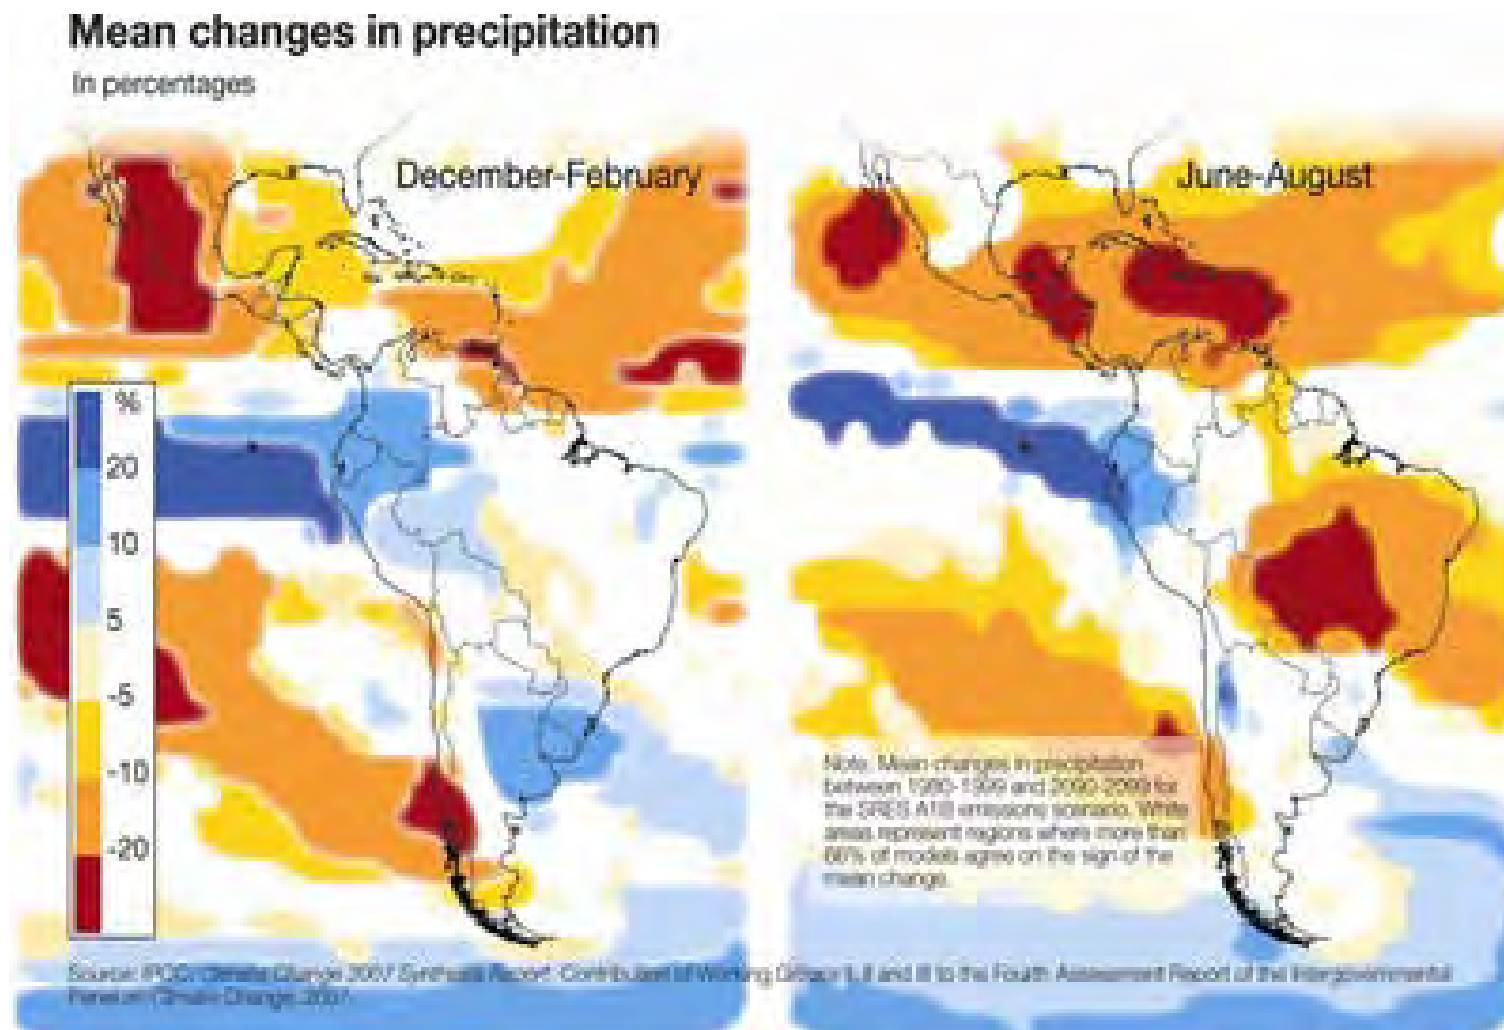 Mean changes in precipitation
In percentages
December-February
June-August
%
20
10
5
-5
-10
-20
Note: Mean changes in precipitation
between 1980-1999 and 2090-2099 for
the SRES A1B emissions scenario. White
areas represent regions where more than
66% of models agree on the sign of the
mean change.
Source: IPCC, Climate Change 2007 Synthesis Report: Contribution of Working Groups I, II and III to the Fourth Assessment Report of the Intergovernmental
Panel on Climate Change, 2007.